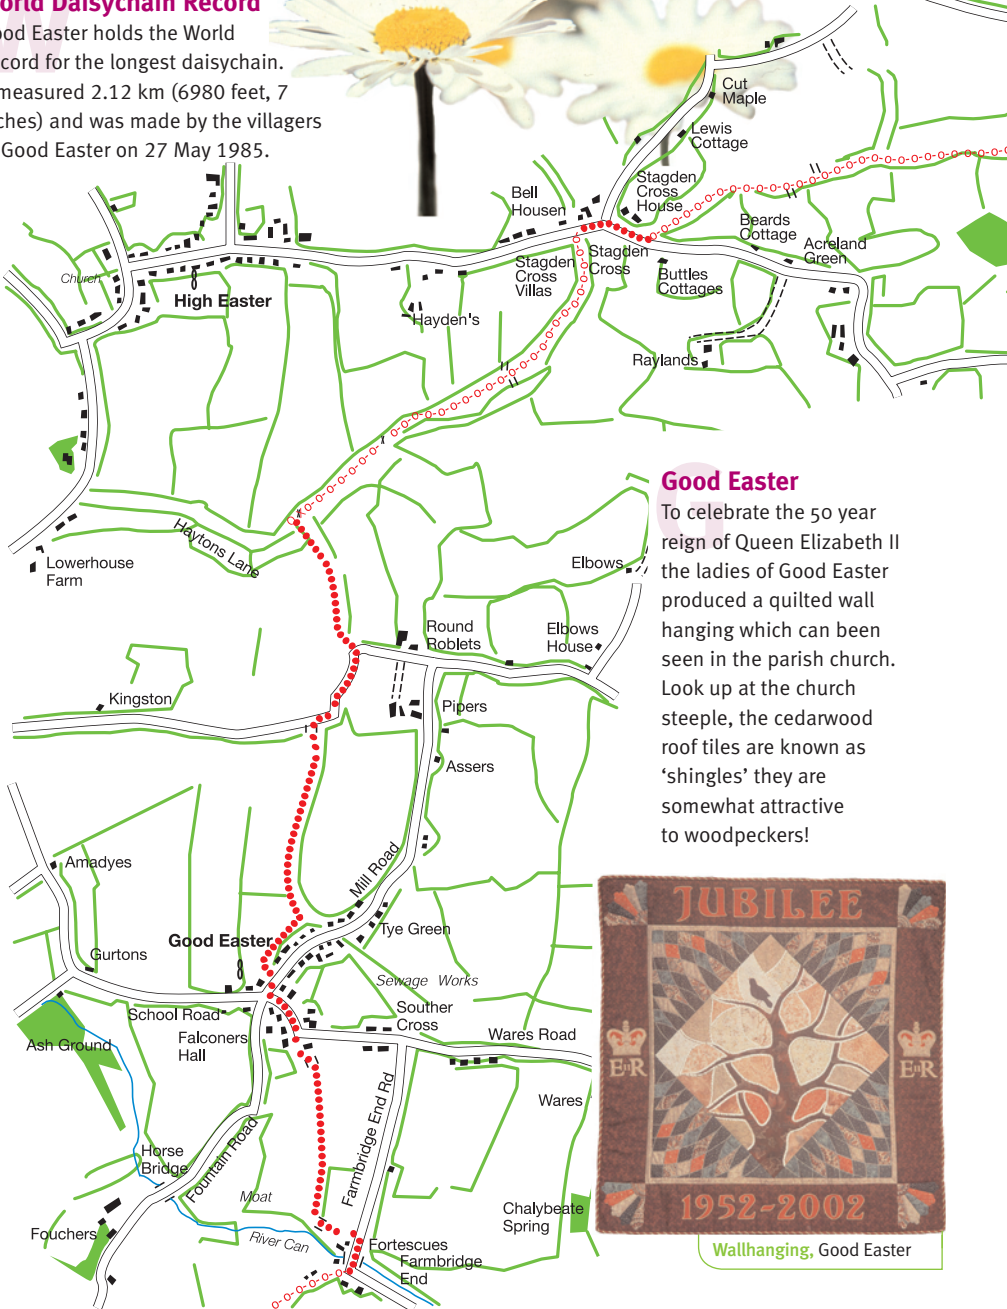 orld Daisychain Record
ood Easter holds the World
cord for the longest daisychain.
measured 2.12 km (6980 feet, 7
ches) and was made by the villagers
Good Easter on 27 May 1985.
Cut
Maple
Lewis
Cottage
Stagden
Cross
House
Bell
Housen
Beards
Cottage
Acreland
Green
Stagden
Cross
Villas
Stagden
Cross
Buttles
Cottages
Church
High Easter
Hayden's
Raylands
Good Easter
To celebrate the 50 year
reign of Queen Elizabeth II
the ladies of Good Easter
produced a quilted wall
hanging which can been
seen in the parish church.
Look up at the church
steeple, the cedarwood
roof tiles are known as
‘shingles’ they are
somewhat attractive
to woodpeckers!
Haytons Lane
Lowerhouse
Farm
Elbows
Round
Roblets
Elbows
House
Kingston
Pipers
Assers
Mill Road
Amadyes
Tye Green
Good Easter
Gurtons
Sewage Works
School Road
Souther
Cross
Wares Road
Falconers
Hall
Ash Ground
Farmbridge End Rd
Wares
Horse
Bridge
Fountain Road
Moat
Chalybeate
Spring
Fouchers
River Can
Fortescues
Farmbridge
End
JUBILEE
EIIR
EIIR
1952-2002
Wallhanging, Good Easter